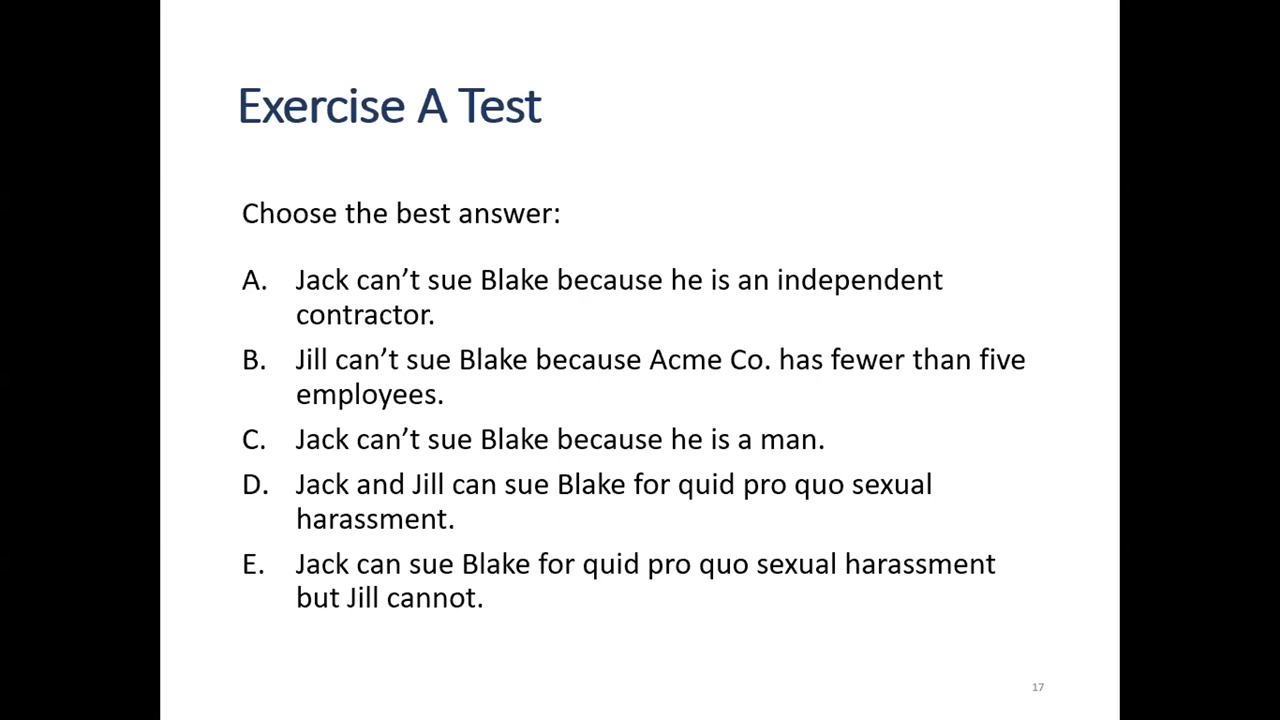 Exercise A Test
Choose the best answer:
A. Jack can’t sue Blake because he is an independent
contractor.
B. Jill can’t sue Blake because Acme Co. has fewer than five
employees.
C. Jack can’t sue Blake because he is a man.
D. Jack and Jill can sue Blake for quid pro quo sexual
harassment.
E. Jack can sue Blake for quid pro quo sexual harassment
but Jill cannot.
17